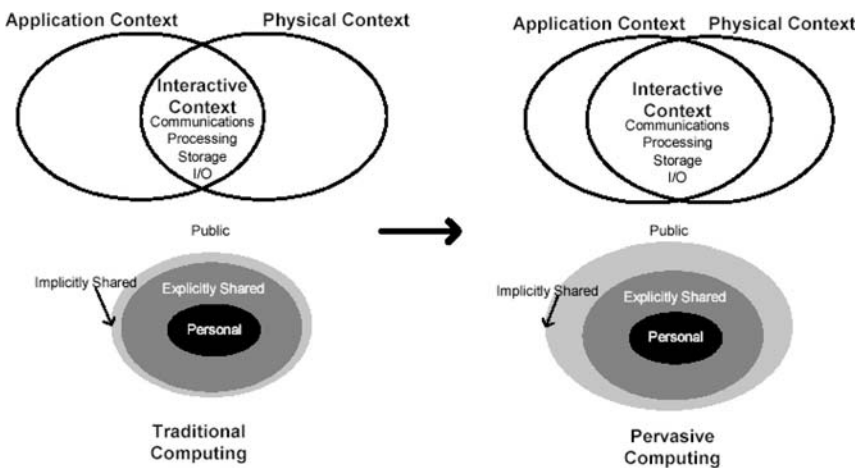 Application Context
Physical Context
Interactive
Context
Communications
Processing
Storage
I/O
Public
Implicitly Shared
Explicitly Shared
Personal
Traditional
Computing
Application Context
Physical Context
Interactive
Context
Communications
Processing
Storage
I/O
Public
Implicitly Shared
Explicitly Shared
Personal
Pervasive
Computing